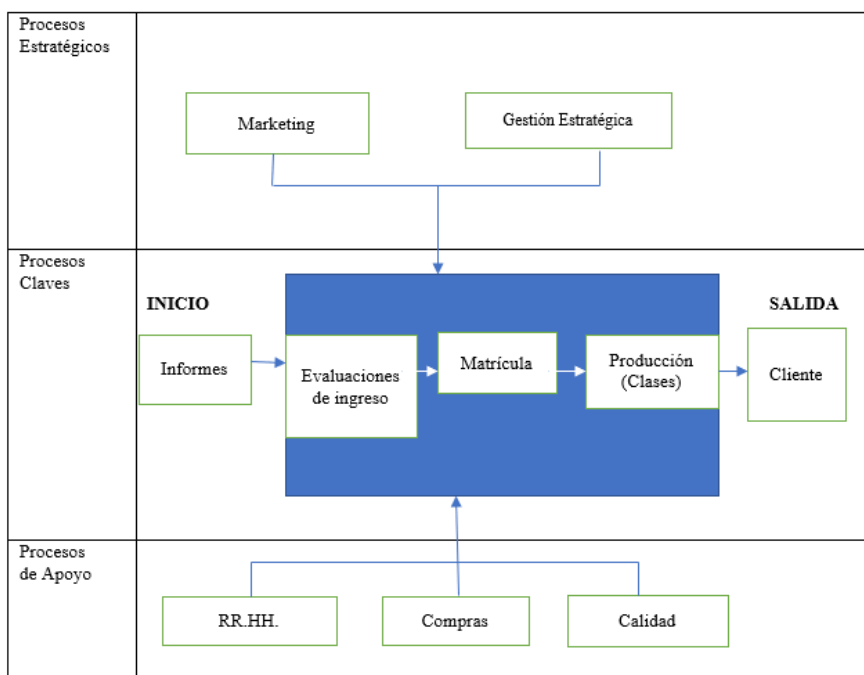 Procesos
Estratégicos
Marketing
Gestión Estratégica
Procesos
Claves
INICIO
SALIDA
Informes
Evaluaciones
de ingreso
Matrícula
Producción
(Clases)
Cliente
Procesos
de Apoyo
RR.HH.
Compras
Calidad